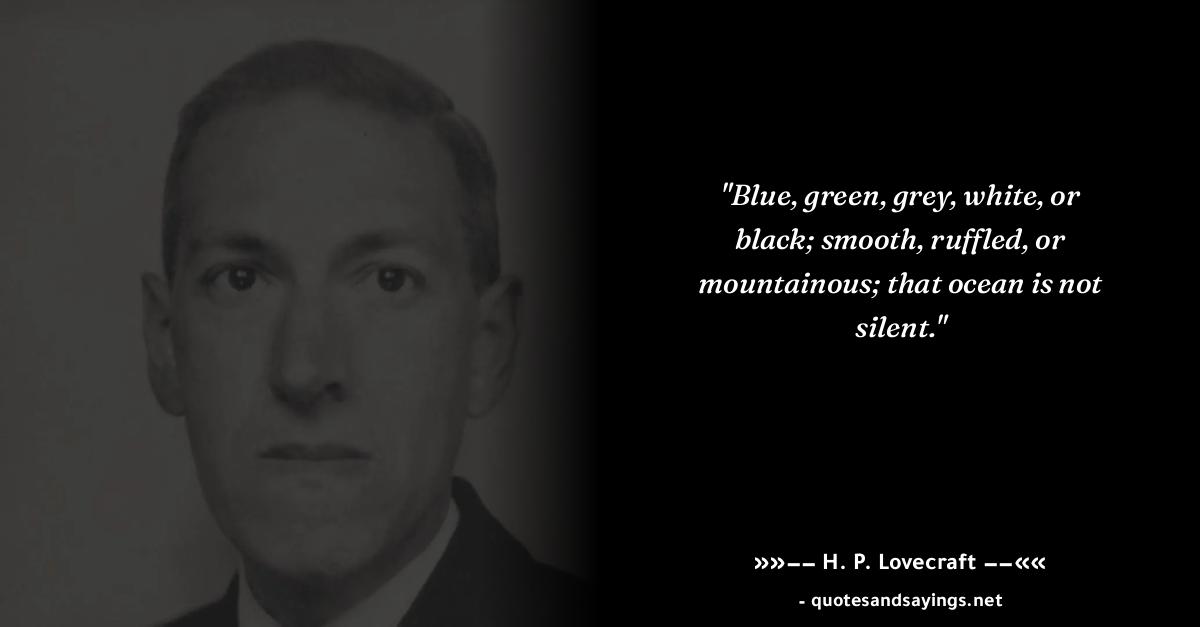 "Blue, green, grey, white, or
black; smooth, ruffled, or
mountainous; that ocean is not
silent."
»»−− H. P. Lovecraft −−««
- quotesandsayings.net